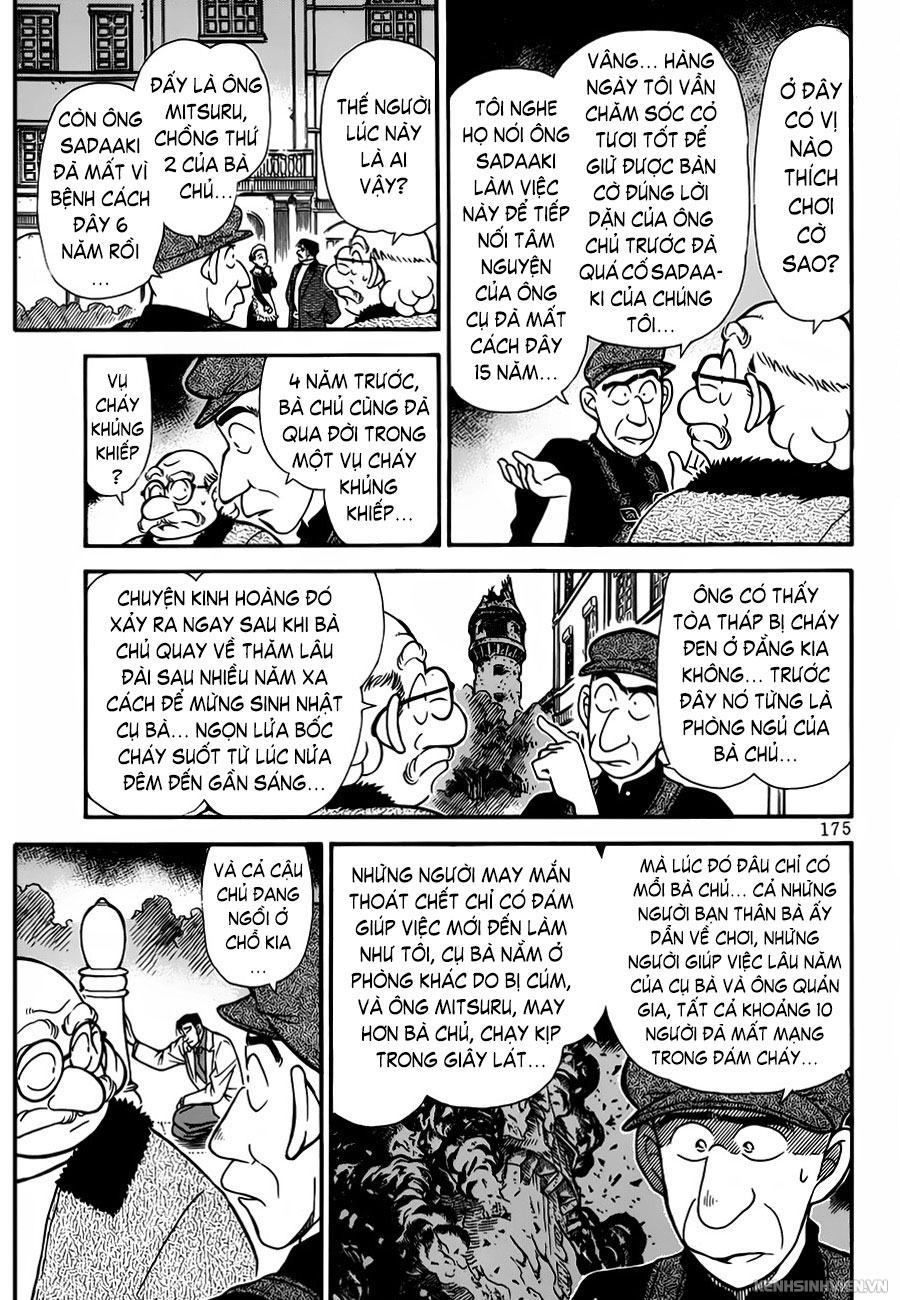 Ở ĐÂY
CÓ VỊ
NÀO
THÍCH
CHƠI
CỜ
SAO?
VÂNG... HÀNG
NGÀY TÔI VẪN
CHĂM SÓC CỎ
TƯƠI TỐT ĐỂ
GIỮ ĐƯỢC BÀN
CỜ ĐÚNG LỜI
DẶN CỦA ÔNG
CHỦ TRƯỚC ĐÃ
QUÁ CỐ SADAA-
KI CỦA CHÚNG
TÔI...
TÔI NGHE
HỌ NÓI ÔNG
SADAAKI
LÀM VIỆC
NÀY ĐỂ TIẾP
NỐI TÂM
NGUYỆN
CỦA ÔNG
CỤ ĐÃ MẤT
CÁCH ĐÂY
15 NĂM...
THẾ NGƯỜI
LÚC NÀY
LÀ AI
VẬY?
ĐẤY LÀ ÔNG
MITSURU,
CHỒNG THỨ
2 CỦA BÀ
CHỦ...
CÒN ÔNG
SADAAKI
ĐÃ MẤT VÌ
BỆNH CÁCH
ĐÂY 6
NĂM RỒI
...
4 NĂM TRƯỚC,
BÀ CHỦ CŨNG ĐÃ
QUA ĐỜI TRONG
MỘT VỤ CHÁY
KHỦNG
KHIẾP...
VỤ
CHÁY
KHỦNG
KHIẾP
?
ÔNG CÓ THẤY
TÒA THÁP BỊ CHÁY
ĐEN Ở ĐẰNG KIA
KHÔNG... TRƯỚC
ĐÂY NÓ TỪNG LÀ
PHÒNG NGỦ CỦA
BÀ CHỦ...
CHUYỆN KINH HOÀNG ĐÓ
XẢY RA NGAY SAU KHI BÀ
CHỦ QUAY VỀ THĂM LÂU
ĐÀI SAU NHIỀU NĂM XA
CÁCH ĐỂ MỪNG SINH NHẬT
CỤ BÀ... NGỌN LỬA BỐC
CHÁY SUỐT TỪ LÚC NỬA
ĐÊM ĐẾN GẦN SÁNG...
175
MÀ LÚC ĐÓ ĐÂU CHỈ CÓ
MỖI BÀ CHỦ... CẢ NHỮNG
NGƯỜI BẠN THÂN BÀ ẤY
DẪN VỀ CHƠI, NHỮNG
NGƯỜI GIÚP VIỆC LÂU NĂM
CỦA CỤ BÀ VÀ ÔNG QUẢN
GIA, TẤT CẢ KHOẢNG 10
NGƯỜI ĐÃ MẤT MẠNG
TRONG ĐÁM CHÁY...
NHỮNG NGƯỜI MAY MẮN
THOÁT CHẾT CHỈ CÓ ĐÁM
GIÚP VIỆC MỚI ĐẾN LÀM
NHƯ TÔI, CỤ BÀ NẰM Ở
PHÒNG KHÁC DO BỊ CÚM,
VÀ ÔNG MITSURU, MAY
HƠN BÀ CHỦ, CHẠY KỊP
TRONG GIÂY LÁT...
VÀ CẢ CẬU
CHỦ ĐANG
NGỒI Ở
CHỖ KIA
...
KENHSINHVIEN.VN